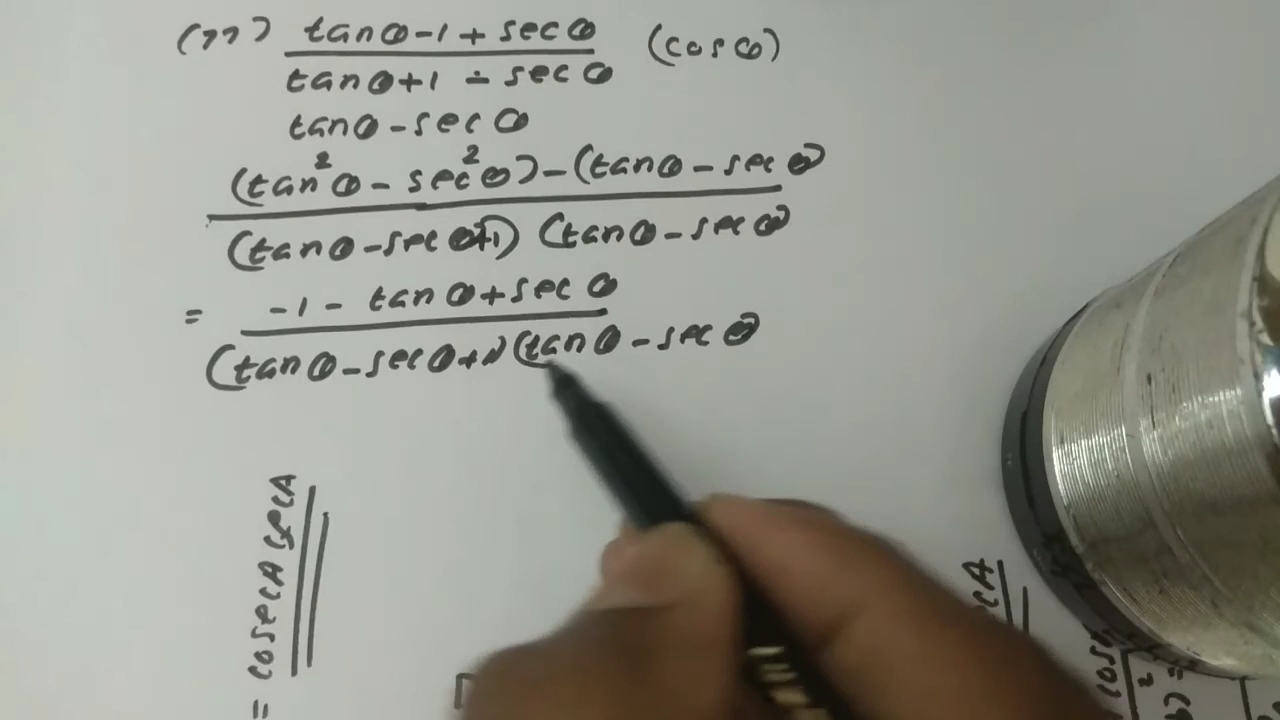 (११) tanθ-1+secθ (cosθ)
tanθ+1 - secθ
tanθ-secθ
(tan²θ - sec²θ)-(tanθ - secθ)
(tanθ-secθ+1) (tanθ-secθ)
= -1 - tanθ+secθ
(tanθ-secθ+1)(tanθ-secθ)
= cosecA secA